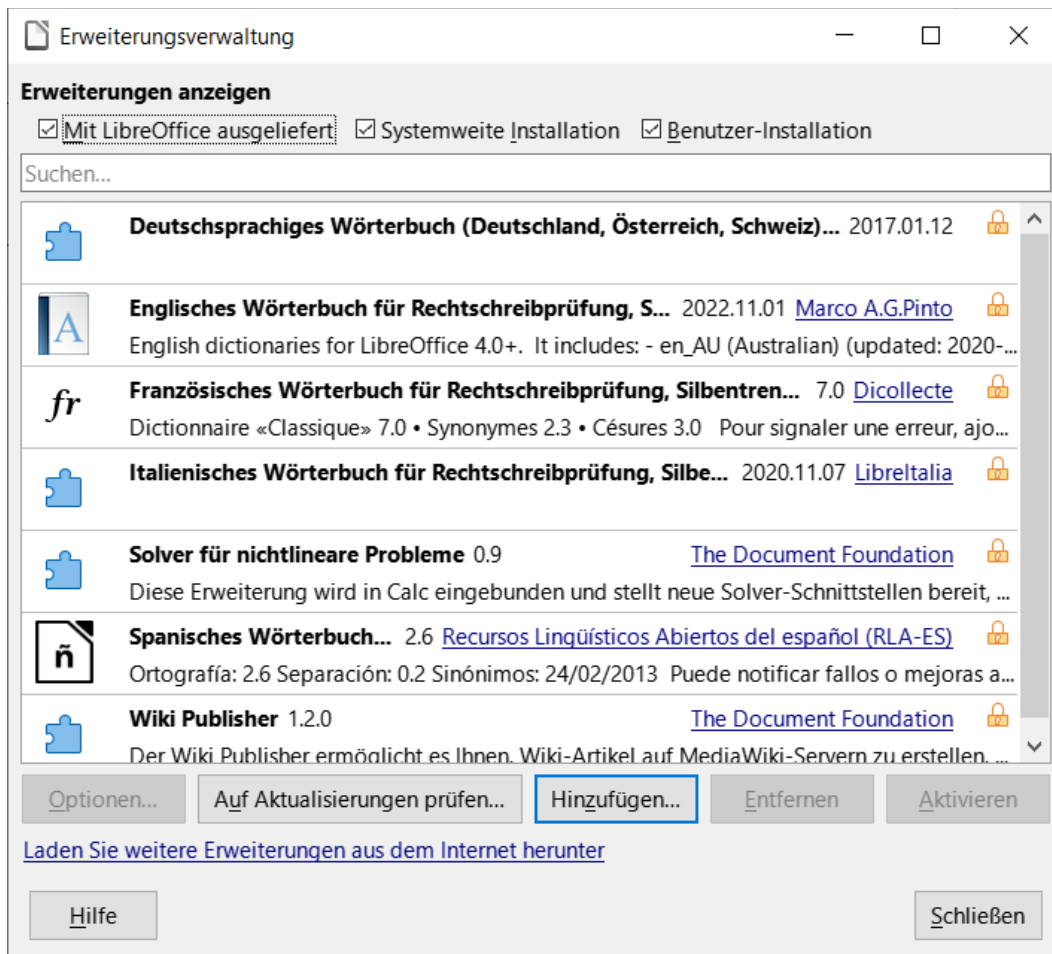 Erweiterungsverwaltung
Erweiterungen anzeigen
Mit LibreOffice ausgeliefert Systemweite Installation Benutzer-Installation
Suchen...
Deutschsprachiges Wörterbuch (Deutschland, Österreich, Schweiz)... 2017.01.12
A
Englisches Wörterbuch für Rechtschreibprüfung, S... 2022.11.01 Marco A.G.Pinto
English dictionaries for LibreOffice 4.0+. It includes: - en_AU (Australian) (updated: 2020-...
fr
Französisches Wörterbuch für Rechtschreibprüfung, Silbentren... 7.0 Dicollecte
Dictionnaire «Classique» 7.0 • Synonymes 2.3 • Césures 3.0 Pour signaler une erreur, ajo...
Italienisches Wörterbuch für Rechtschreibprüfung, Silbe... 2020.11.07 LibreItalia
Solver für nichtlineare Probleme 0.9 The Document Foundation
Diese Erweiterung wird in Calc eingebunden und stellt neue Solver-Schnittstellen bereit, ...
ñ
Spanisches Wörterbuch... 2.6 Recursos Lingüísticos Abiertos del español (RLA-ES)
Ortografía: 2.6 Separación: 0.2 Sinónimos: 24/02/2013 Puede notificar fallos o mejoras a...
Wiki Publisher 1.2.0 The Document Foundation
Der Wiki Publisher ermöglicht es Ihnen, Wiki-Artikel auf MediaWiki-Servern zu erstellen. ...
Optionen... Auf Aktualisierungen prüfen... Hinzufügen... Entfernen Aktivieren
Laden Sie weitere Erweiterungen aus dem Internet herunter
Hilfe Schließen